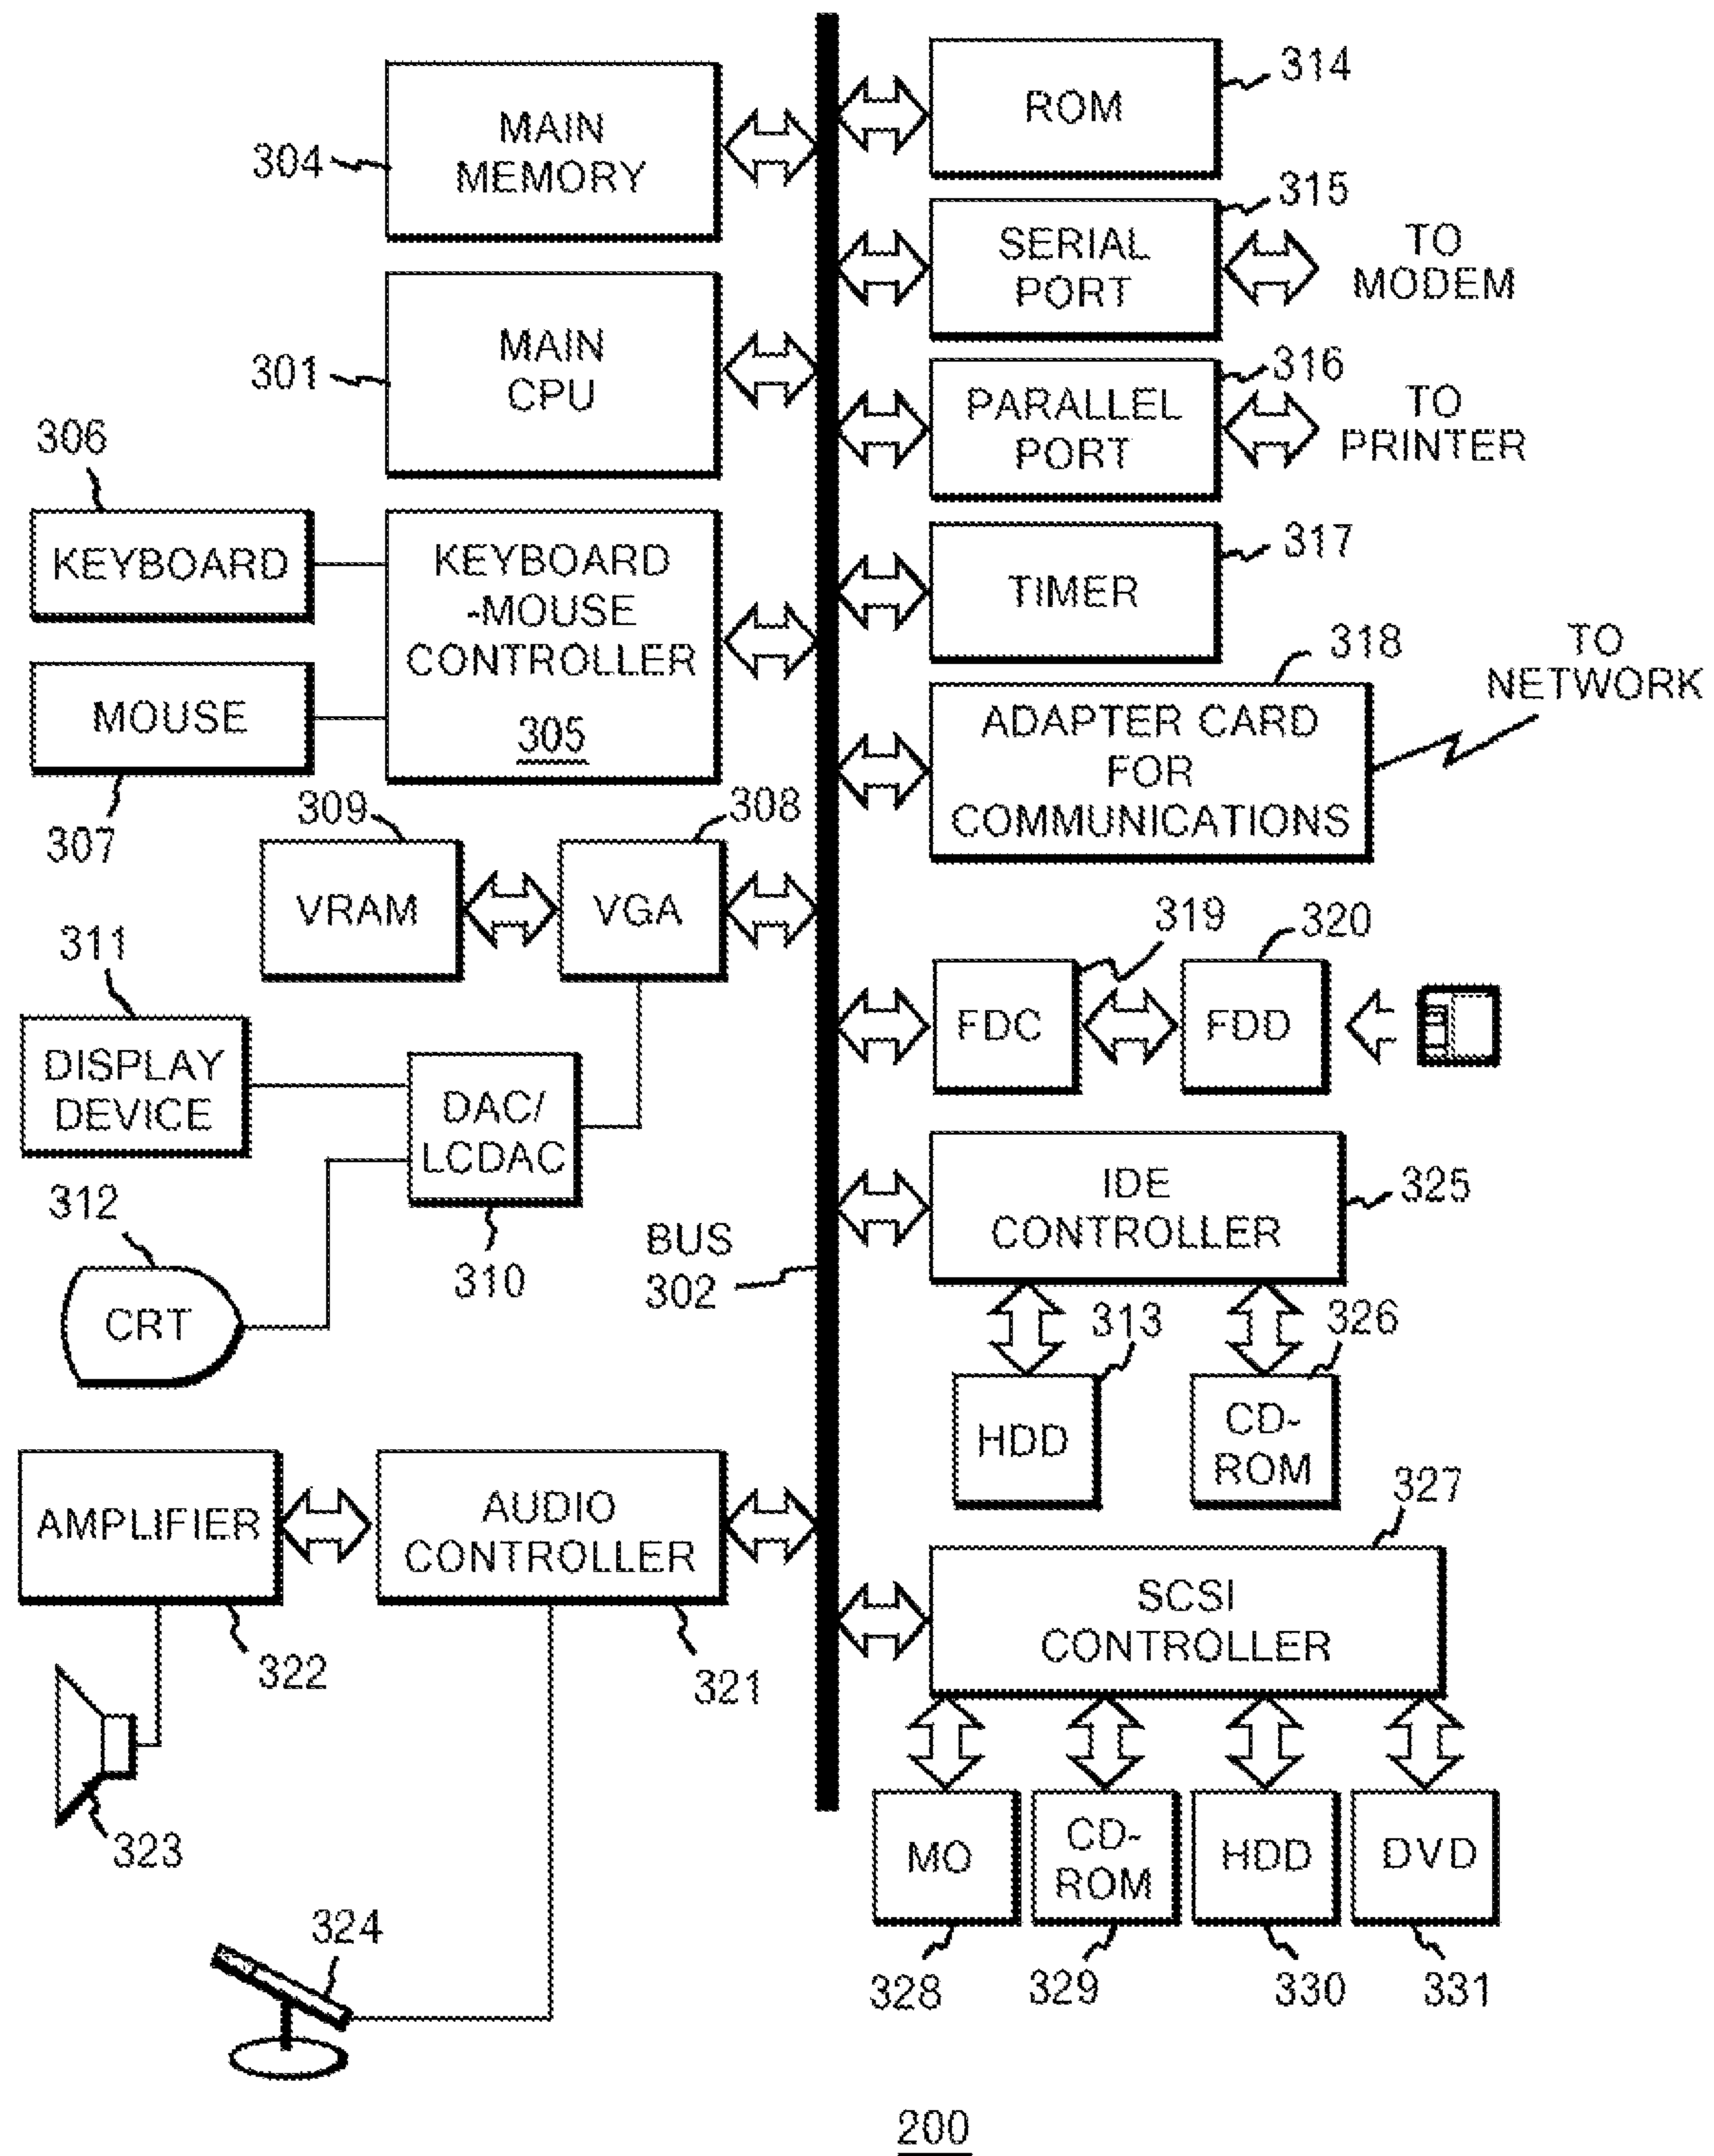 304
MAIN
MEMORY
301
MAIN
CPU
306
KEYBOARD
MOUSE
307
KEYBOARD
-MOUSE
CONTROLLER
305
309
VRAM
308
VGA
311
DISPLAY
DEVICE
DAC/
LCDAC
310
312
CRT
BUS
302
AMPLIFIER
322
AUDIO
CONTROLLER
321
323
324
ROM
314
315
SERIAL
PORT
TO
MODEM
316
PARALLEL
PORT
TO
PRINTER
317
TIMER
318
ADAPTER CARD
FOR
COMMUNICATIONS
TO
NETWORK
319
FDC
320
FDD
IDE
CONTROLLER
325
313
HDD
326
CD-
ROM
327
SCSI
CONTROLLER
MO
CD-
ROM
HDD
DVD
328
329
330
331
200